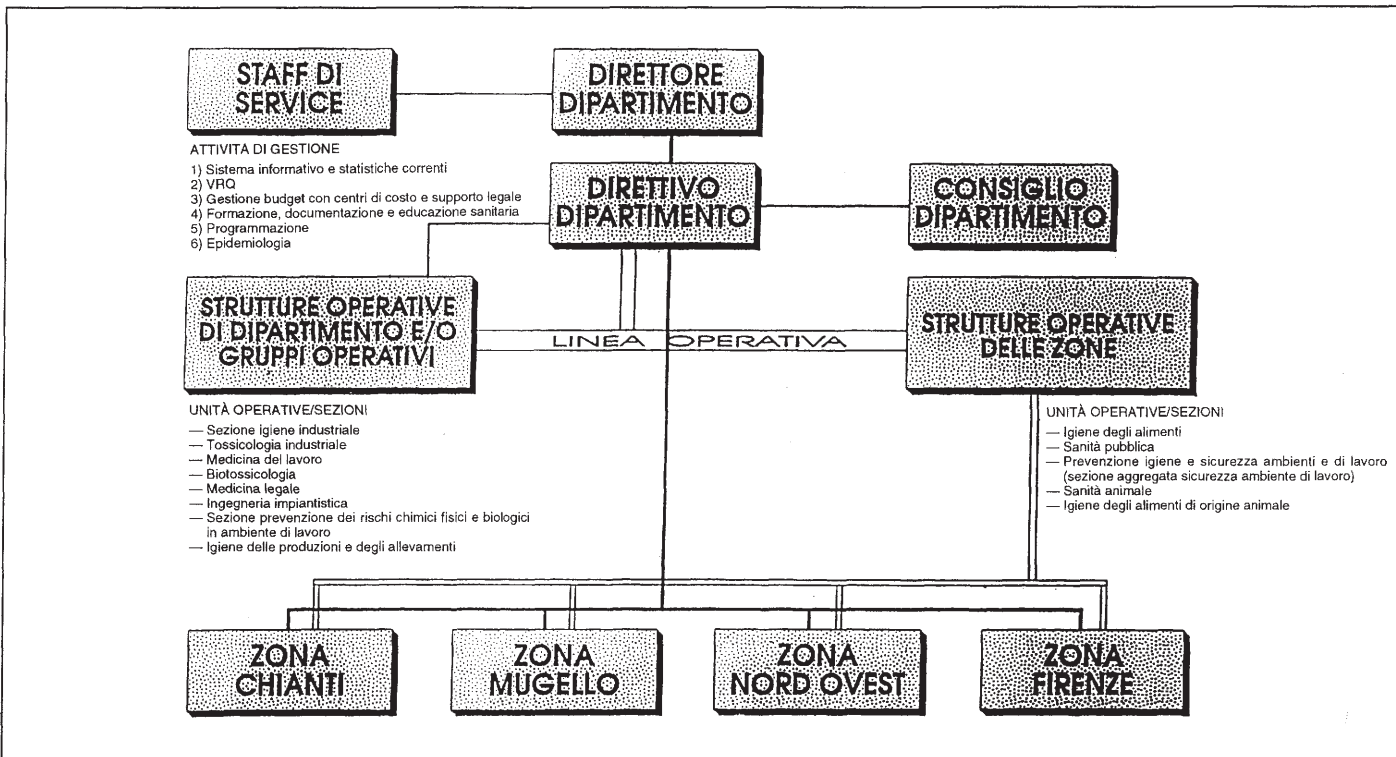 STAFF DI
SERVICE
DIRETTORE
DIPARTIMENTO
ATTIVITÀ DI GESTIONE
1) Sistema informativo e statistiche correnti
2) VRQ
3) Gestione budget con centri di costo e supporto legale
4) Formazione, documentazione e educazione sanitaria
5) Programmazione
6) Epidemiologia
DIRETTIVO
DIPARTIMENTO
CONSIGLIO
DIPARTIMENTO
STRUTTURE OPERATIVE
DI DIPARTIMENTO E/O
GRUPPI OPERATIVI
LINEA OPERATIVA
STRUTTURE OPERATIVE
DELLE ZONE
UNITÀ OPERATIVE/SEZIONI
— Sezione igiene industriale
— Tossicologia industriale
— Medicina del lavoro
— Biotossicologia
— Medicina legale
— Ingegneria impiantistica
— Sezione prevenzione dei rischi chimici fisici e biologici
in ambiente di lavoro
— Igiene delle produzioni e degli allevamenti
UNITÀ OPERATIVE/SEZIONI
— Igiene degli alimenti
— Sanità pubblica
— Prevenzione igiene e sicurezza ambienti e di lavoro
(sezione aggregata sicurezza ambiente di lavoro)
— Sanità animale
— Igiene degli alimenti di origine animale
ZONA
CHIANTI
ZONA
MUGELLO
ZONA
NORD OVEST
ZONA
FIRENZE